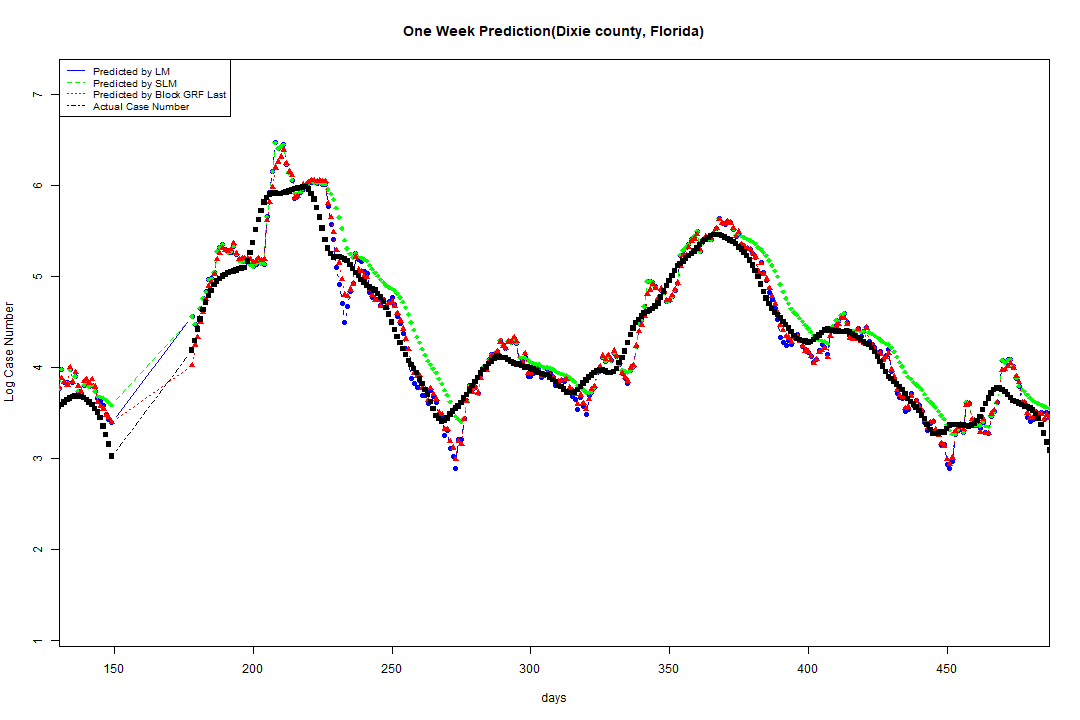 One Week Prediction(Dixie county, Florida)
Predicted by LM
Predicted by SLM
Predicted by Block GRF Last
Actual Case Number
7
6
5
4
3
2
1
Log Case Number
150 200 250 300 350 400 450
days